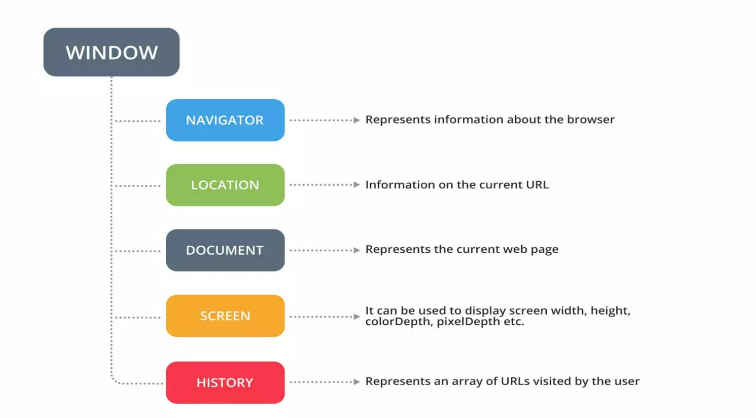 WINDOW
NAVIGATOR
Represents information about the browser
LOCATION
Information on the current URL
DOCUMENT
Represents the current web page
SCREEN
It can be used to display screen width, height,
colorDepth, pixelDepth etc.
HISTORY
Represents an array of URLs visited by the user